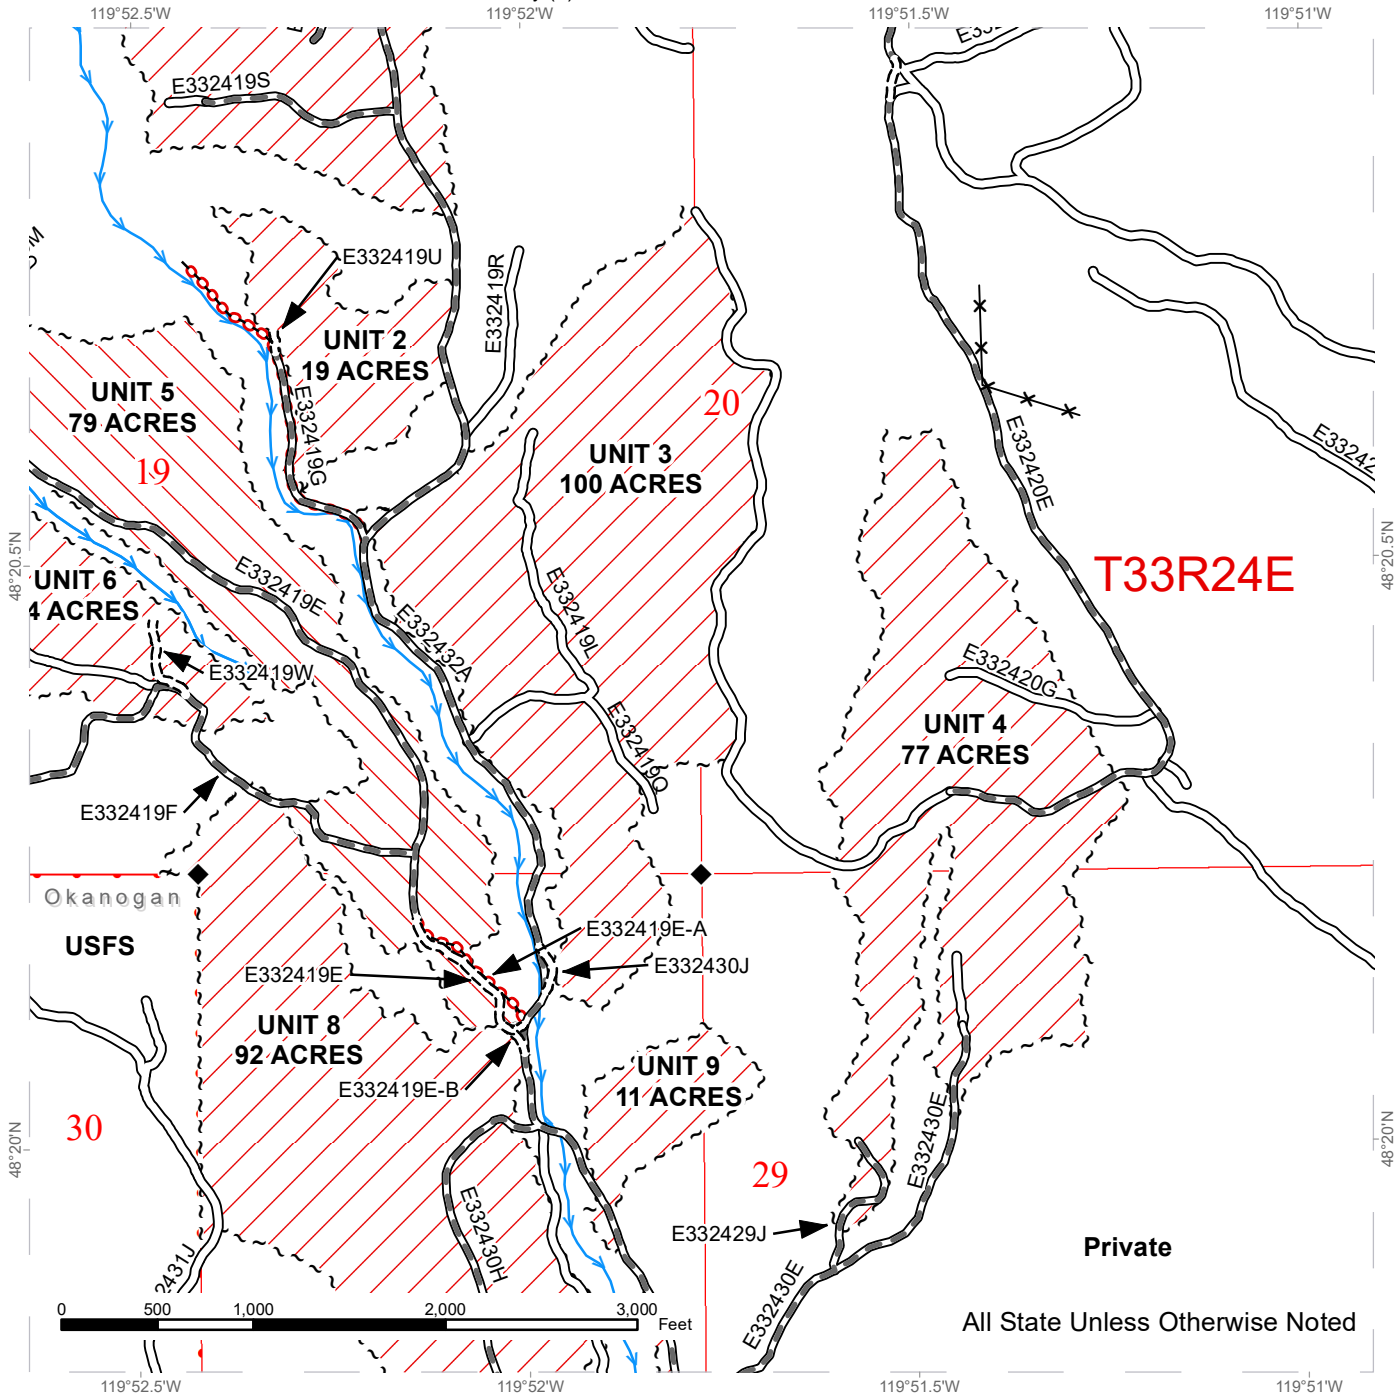 119°52.5'W
119°52'W
119°51.5'W
119°51'W
E332419S
E332419U
E332419R
UNIT 2
19 ACRES
UNIT 5
79 ACRES
E332419G
20
19
UNIT 3
100 ACRES
E332420E
48°20.5'N
48°20.5'N
T33R24E
UNIT 6
4 ACRES
E332419E
E332419L
E332432A
E332419W
E332420G
E332419Q
UNIT 4
77 ACRES
E332419F
Okanogan
USFS
E332419E-A
E332419E
E332430J
UNIT 8
92 ACRES
UNIT 9
11 ACRES
E332419E-B
30
48°20'N
48°20'N
29
E332430E
E332430H
E332429J
2431J
E332430E
Private
0
500
1,000
2,000
3,000
Feet
All State Unless Otherwise Noted
119°52.5'W
119°52'W
119°51.5'W
119°51'W